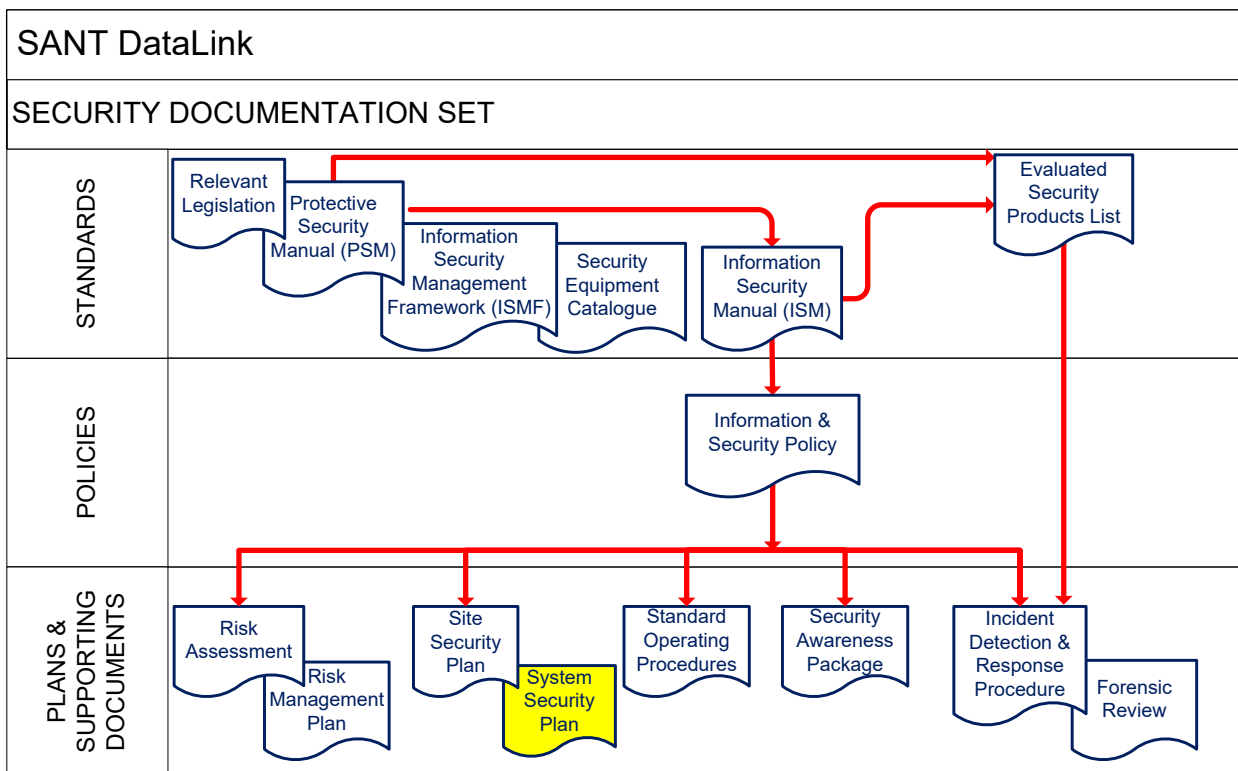 SANT DataLink
SECURITY DOCUMENTATION SET
STANDARDS
Relevant
Legislation
Protective
Security
Manual (PSM)
Information
Security
Management
Framework (ISMF)
Security
Equipment
Catalogue
Information
Security
Manual (ISM)
Evaluated
Security
Products List
POLICIES
Information &
Security Policy
PLANS &
SUPPORTING
DOCUMENTS
Risk
Assessment
Risk
Management
Plan
Site
Security
Plan
System
Security
Plan
Standard
Operating
Procedures
Security
Awareness
Package
Incident
Detection &
Response
Procedure
Forensic
Review